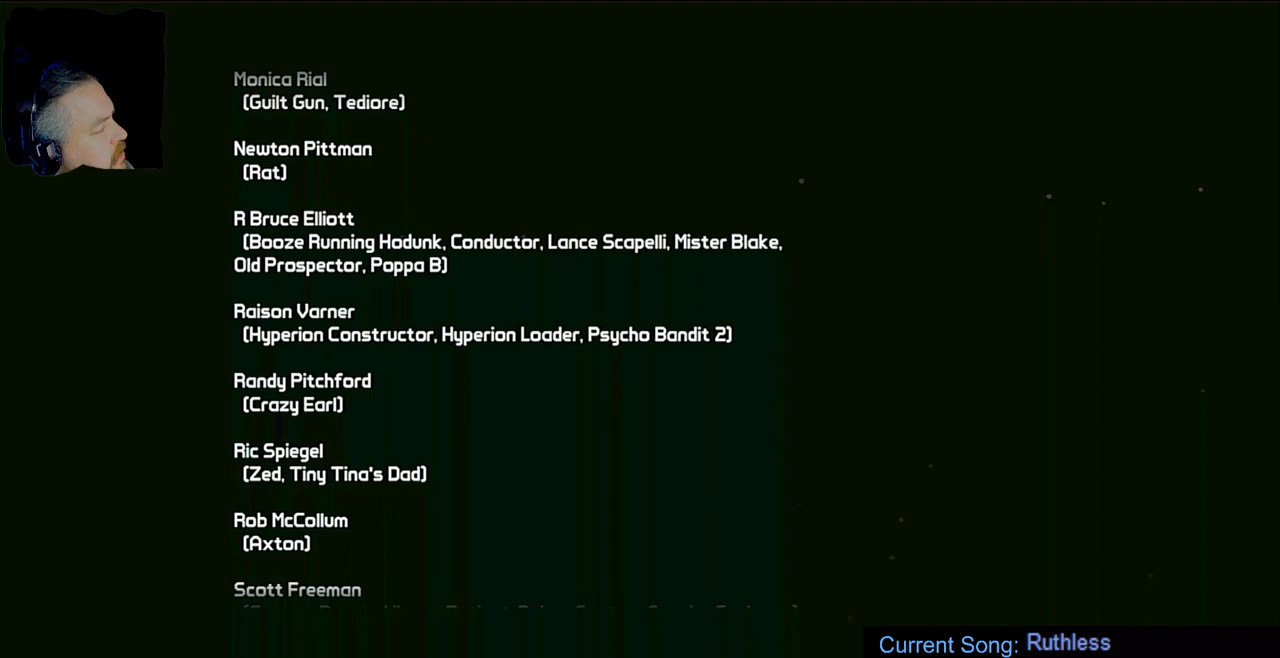 Monica Rial
(Guilt Gun, Tediore)
Newton Pittman
(Rat)
R Bruce Elliott
(Booze Running Hodunk, Conductor, Lance Scapelli, Mister Blake,
Old Prospector, Poppa B)
Raison Varner
(Hyperion Constructor, Hyperion Loader, Psycho Bandit 2)
Randy Pitchford
(Crazy Earl)
Ric Spiegel
(Zed, Tiny Tina's Dad)
Rob McCollum
(Axton)
Scott Freeman
Current Song: Ruthless